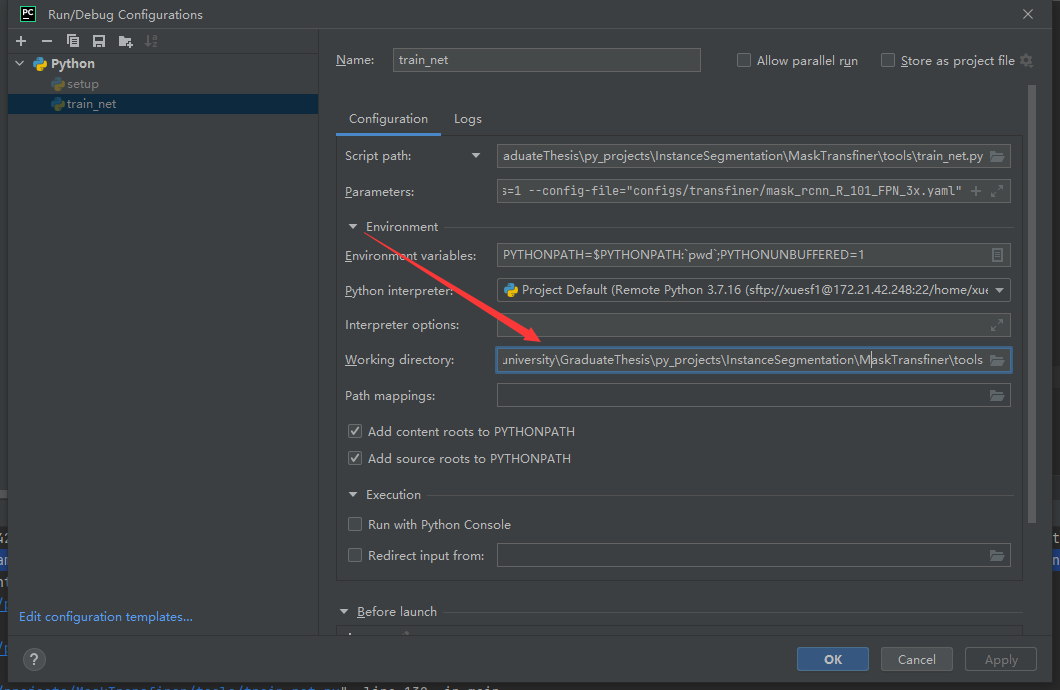 PC Run/Debug Configurations
Python
setup
train_net
Edit configuration templates...
Name: train_net Allow parallel run Store as project file
Configuration Logs
Script path: aduateThesis\py_projects\InstanceSegmentation\MaskTransfiner\tools\train_net.py
Parameters: s=1 --config-file="configs/transfiner/mask_rcnn_R_101_FPN_3x.yaml"
Environment
Environment variables: PYTHONPATH=$PYTHONPATH:`pwd`;PYTHONUNBUFFERED=1
Python interpreter: Project Default (Remote Python 3.7.16 (sftp://xuesf1@172.21.42.248:22/home/xue
Interpreter options:
Working directory: university\GraduateThesis\py_projects\InstanceSegmentation\MaskTransfiner\tools
Path mappings:
Add content roots to PYTHONPATH
Add source roots to PYTHONPATH
Execution
Run with Python Console
Redirect input from:
Before launch
?
OK Cancel Apply